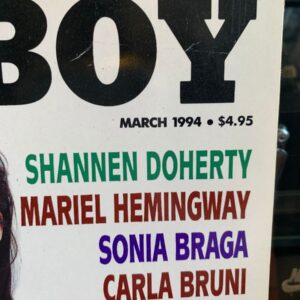 BOY
MARCH 1994 • $4.95
SHANNEN DOHERTY
MARIEL HEMINGWAY
SONIA BRAGA
CARLA BRUNI